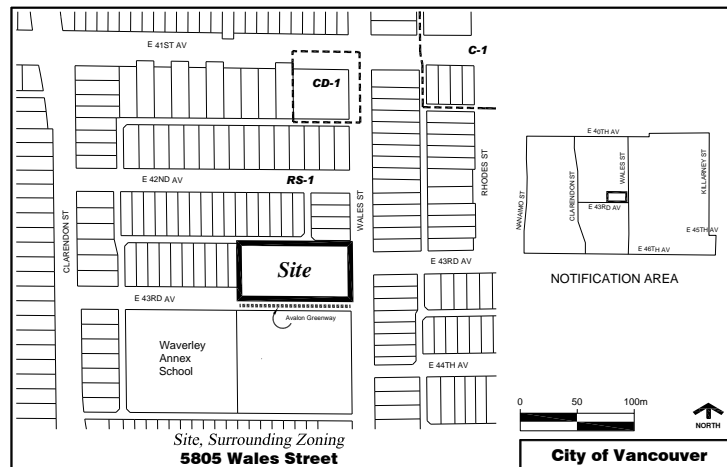 E 41ST AV
C-1
CD-1
E 42ND AV
RS-1
CLARENDON ST
WALES ST
RHODES ST
Site
E 43RD AV
E 43RD AV
Avalon Greenway
Waverley
Annex
School
E 44TH AV
Site, Surrounding Zoning
5805 Wales Street
E 40TH AV
NANAIMO ST
CLARENDON ST
WALES ST
KILLARNEY ST
E 43RD AV
E 45TH AV
E 46TH AV
NOTIFICATION AREA
0 50 100m
NORTH
City of Vancouver